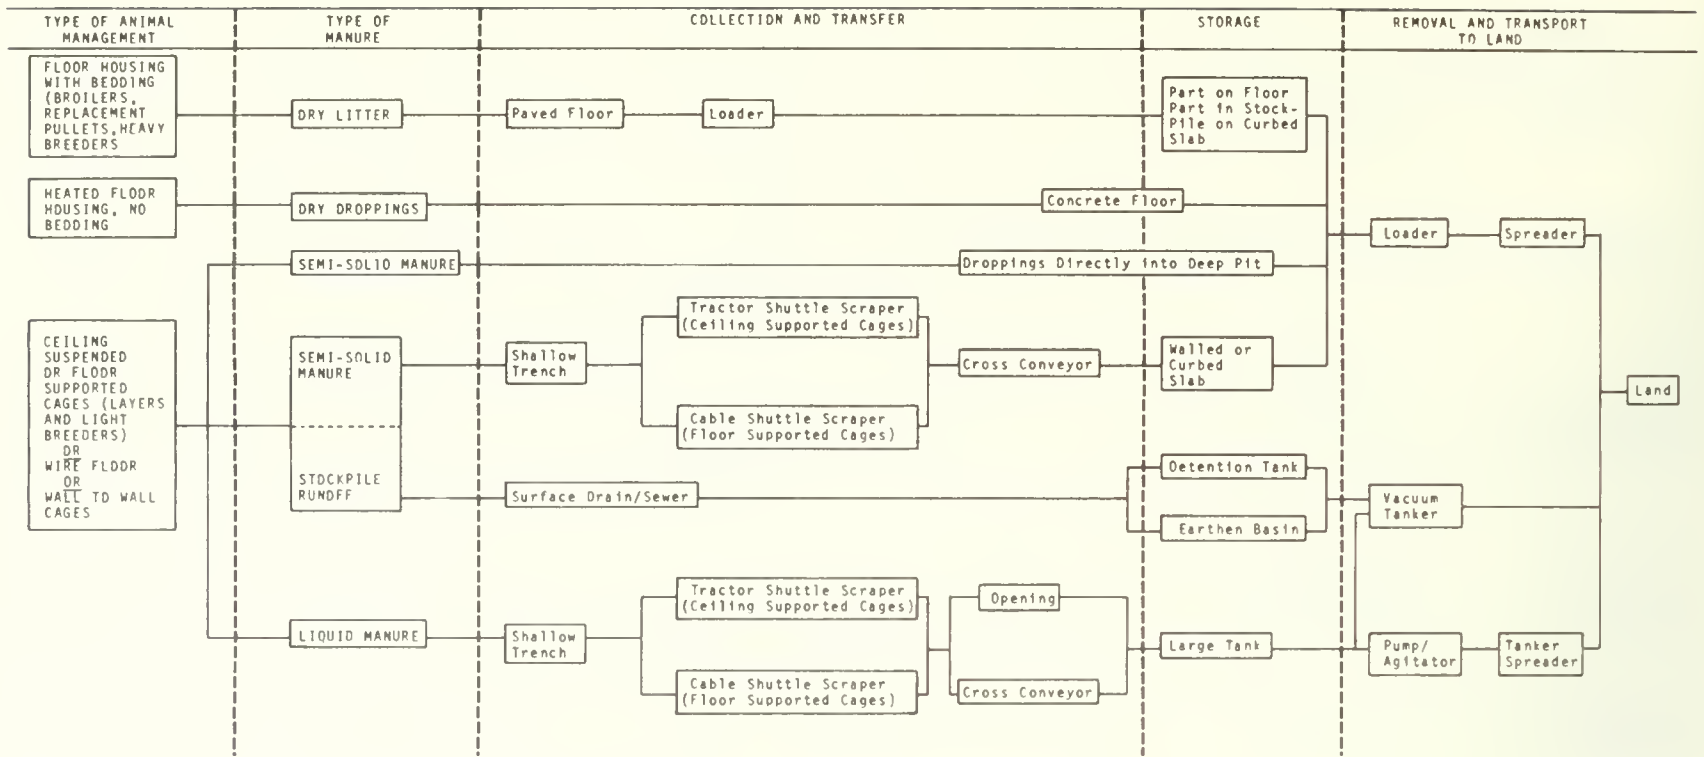 TYPE OF ANIMAL
MANAGEMENT
TYPE OF
MANURE
COLLECTION AND TRANSFER
STORAGE
REMOVAL AND TRANSPORT
TO LAND
FLOOR HOUSING
WITH BEDDING
(BROILERS,
REPLACEMENT
PULLETS,HEAVY
BREEDERS
DRY LITTER
Paved Floor
Loader
Part on Floor
Part in Stock-
Pile on Curbed
Slab
HEATED FLOOR
HOUSING, NO
BEDDING
DRY DROPPINGS
Concrete Floor
Loader
Spreader
SEMI-SOLID MANURE
Droppings Directly into Deep Pit
CEILING
SUSPENDED
OR FLOOR
SUPPORTED
CAGES (LAYERS
AND LIGHT
BREEDERS)
OR
WIRE FLOOR
OR
WALL TO WALL
CAGES
SEMI-SOLID
MANURE
Shallow
Trench
Tractor Shuttle Scraper
(Ceiling Supported Cages)
Cable Shuttle Scraper
(Floor Supported Cages)
Cross Conveyor
Walled or
Curbed
Slab
Land
STOCKPILE
RUNOFF
Surface Drain/Sewer
Detention Tank
Earthen Basin
Vacuum
Tanker
LIQUID MANURE
Shallow
Trench
Tractor Shuttle Scraper
(Ceiling Supported Cages)
Cable Shuttle Scraper
(Floor Supported Cages)
Opening
Cross Conveyor
Large Tank
Pump/
Agitator
Tanker
Spreader